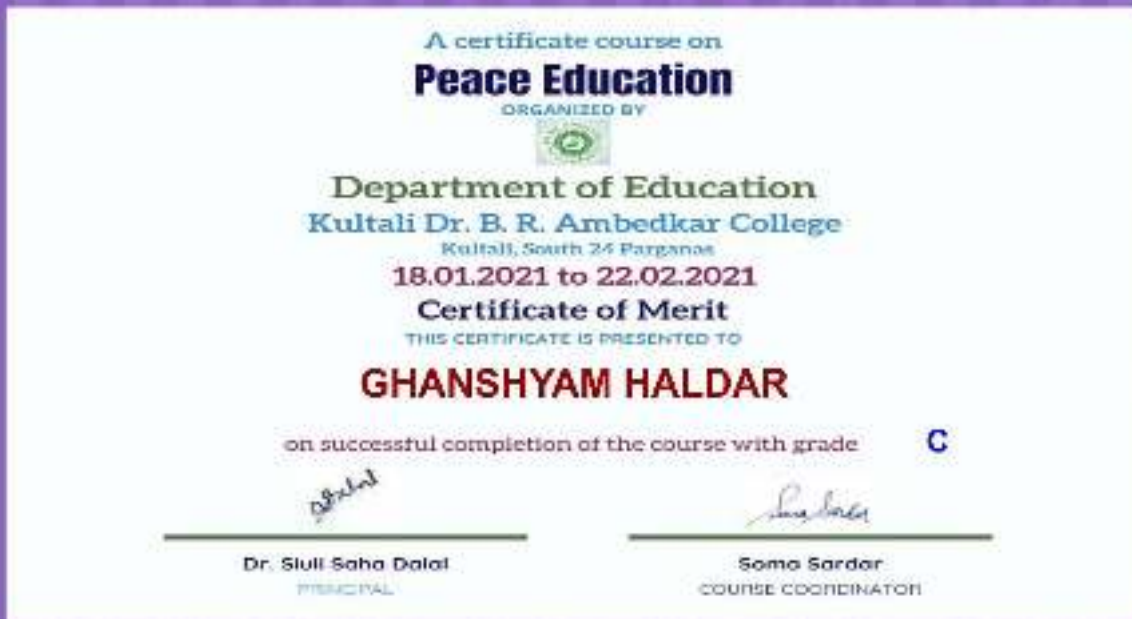 A certificate course on
Peace Education
ORGANIZED BY
Department of Education
Kultali Dr. B. R. Ambedkar College
Kultali, South 24 Parganas
18.01.2021 to 22.02.2021
Certificate of Merit
THIS CERTIFICATE IS PRESENTED TO
GHANSHYAM HALDAR
on successful completion of the course with grade C
Dr. Siuli Saha Dalal Soma Sardar
PRINCIPAL COURSE COORDINATOR